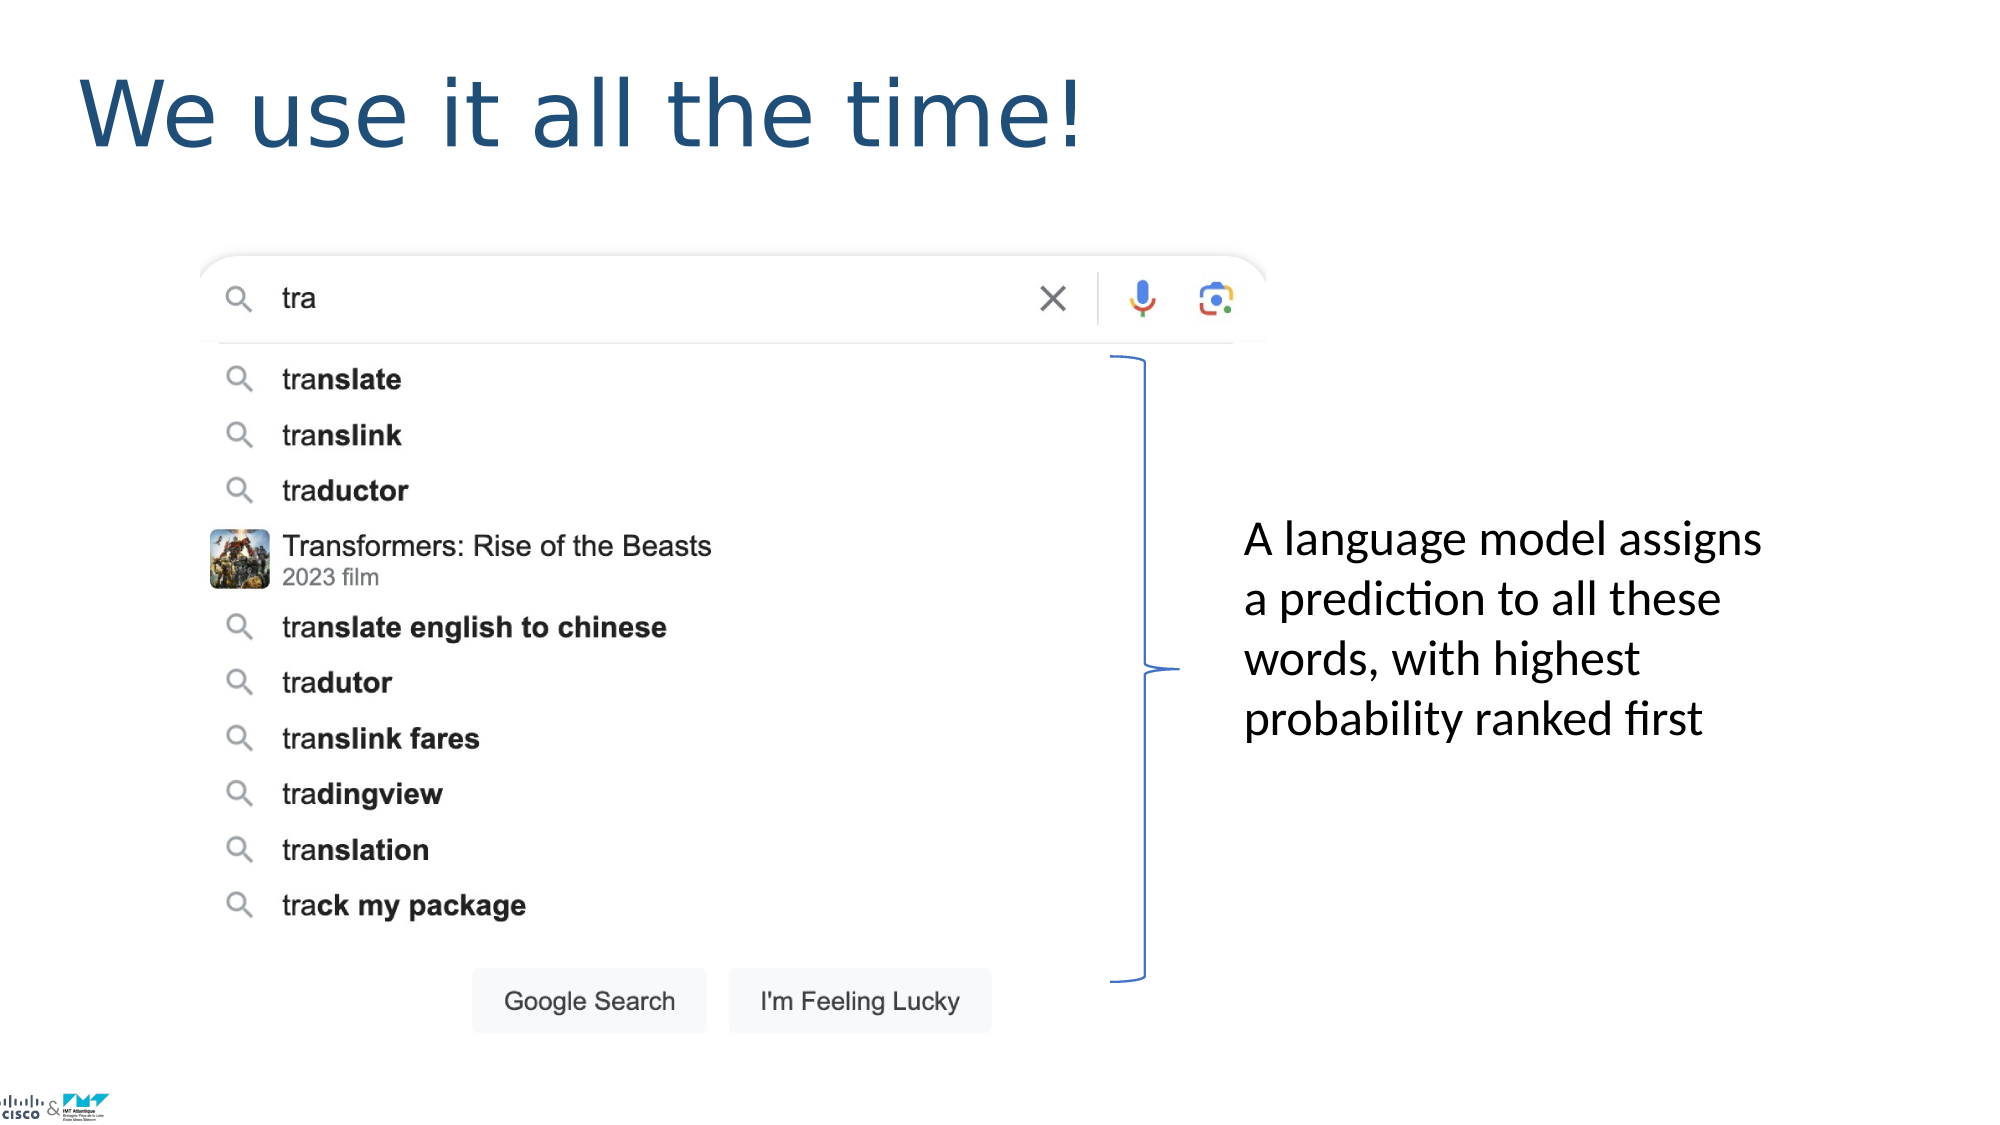 We use it all the time!
tra
translate
translink
traductor
Transformers: Rise of the Beasts
2023 film
translate english to chinese
tradutor
translink fares
tradingview
translation
track my package
Google Search
I'm Feeling Lucky
A language model assigns
a prediction to all these
words, with highest
probability ranked first
CISCO &
IMT Atlantique